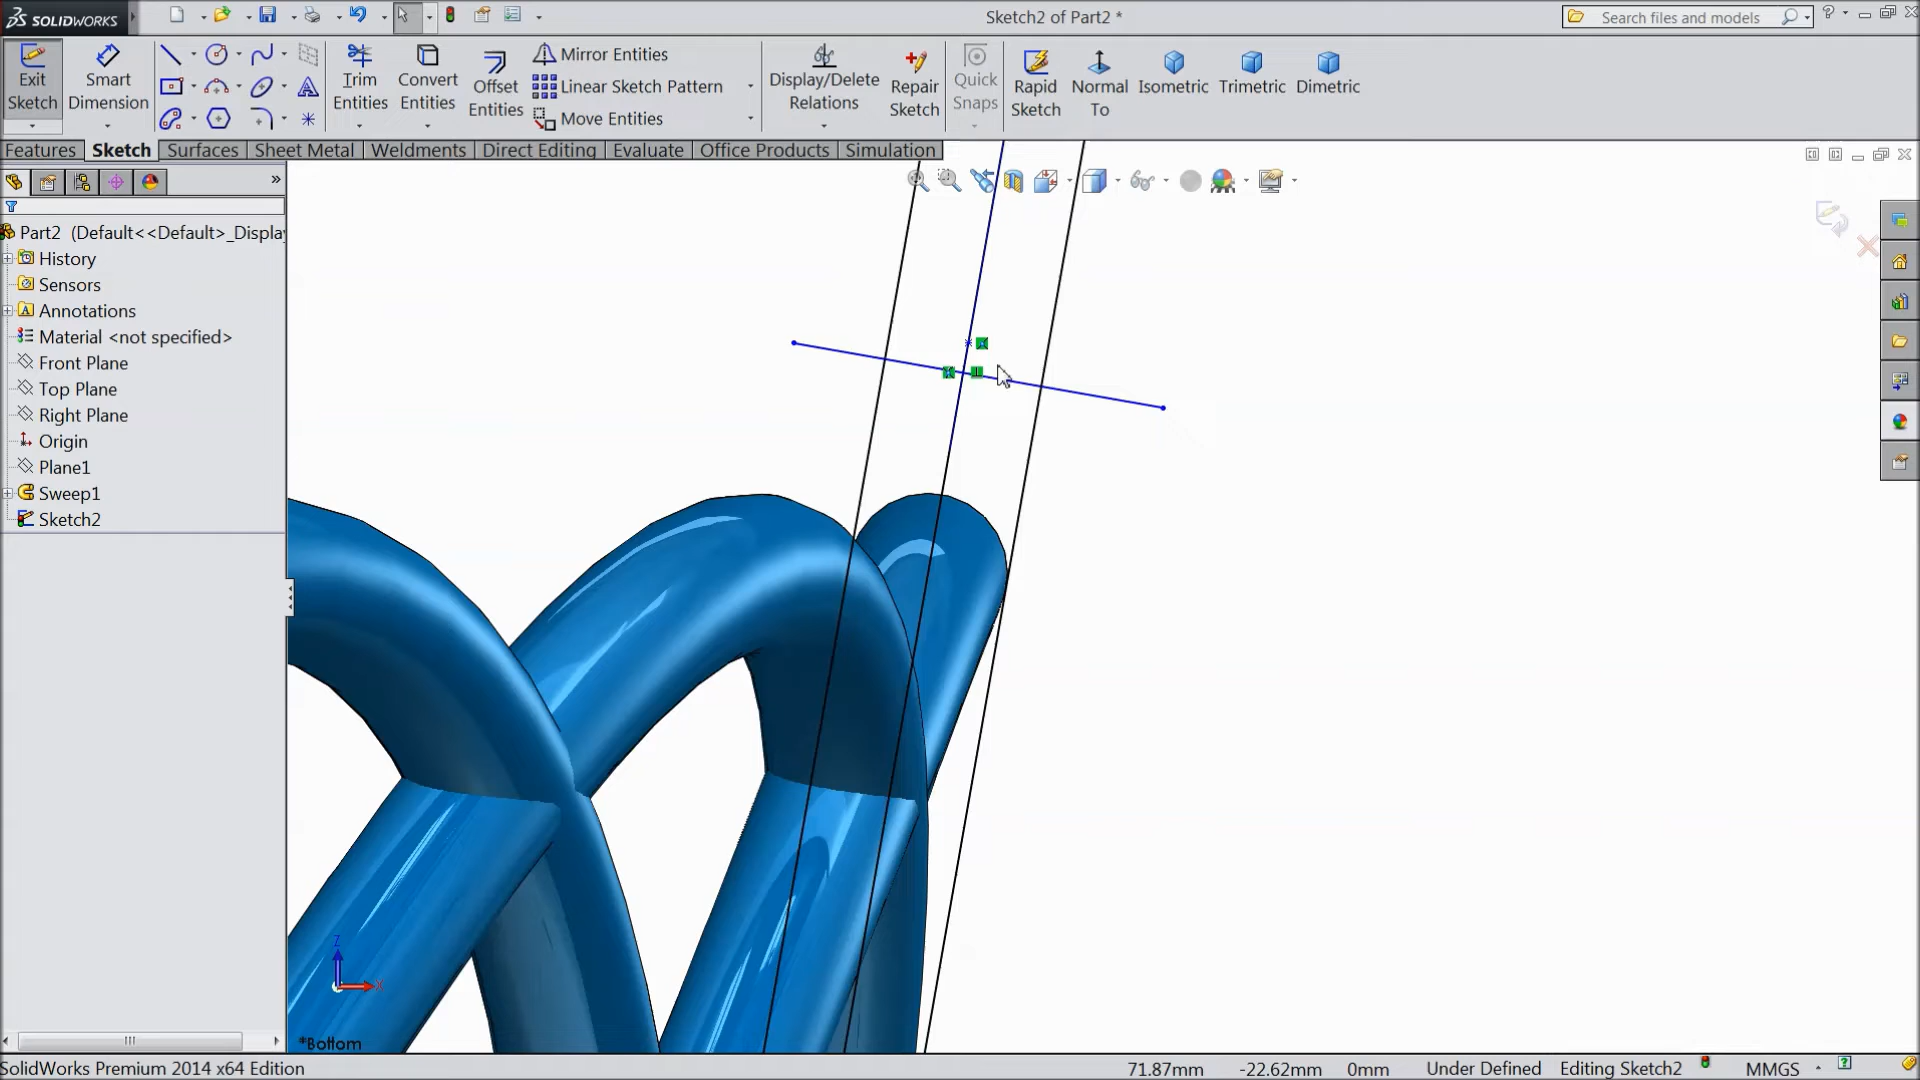 SOLIDWORKS
Sketch2 of Part2 *
Search files and models
?
Exit Sketch
Smart Dimension
Trim Entities
Convert Entities
Offset Entities
Mirror Entities
Linear Sketch Pattern
Move Entities
Display/Delete Relations
Repair Sketch
Quick Snaps
Rapid Sketch
Normal To
Isometric
Trimetric
Dimetric
Features
Sketch
Surfaces
Sheet Metal
Weldments
Direct Editing
Evaluate
Office Products
Simulation
Part2 (Default<<Default>_Displa
History
Sensors
Annotations
Material <not specified>
Front Plane
Top Plane
Right Plane
Origin
Plane1
Sweep1
Sketch2
Z
X
*Bottom
SolidWorks Premium 2014 x64 Edition
71.87mm
-22.62mm
0mm
Under Defined
Editing Sketch2
MMGS
?